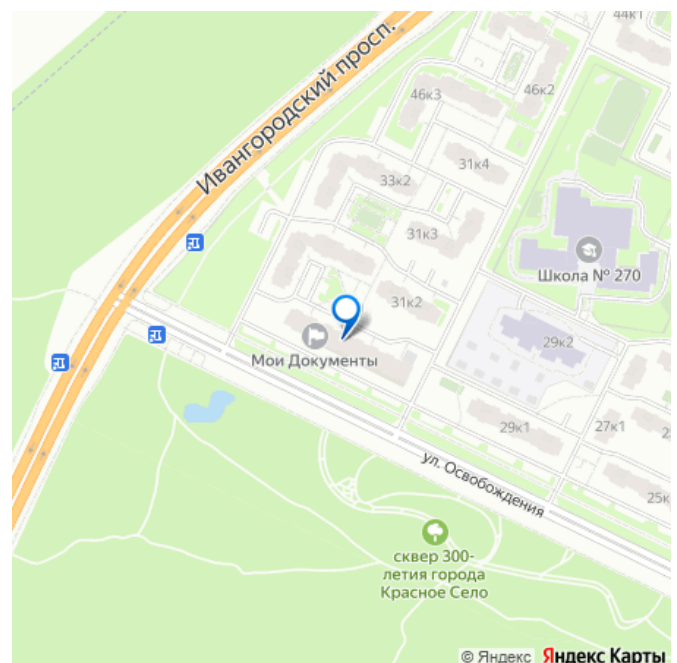 44к1
Ивангородский просп.
46к3
46к2
31к4
33к2
31к3
Школа № 270
31к2
29к2
Мои Документы
29к1
27к1
ул. Освобождения
25к
сквер 300-
летия города
Красное Село
© Яндекс Яндекс Карты